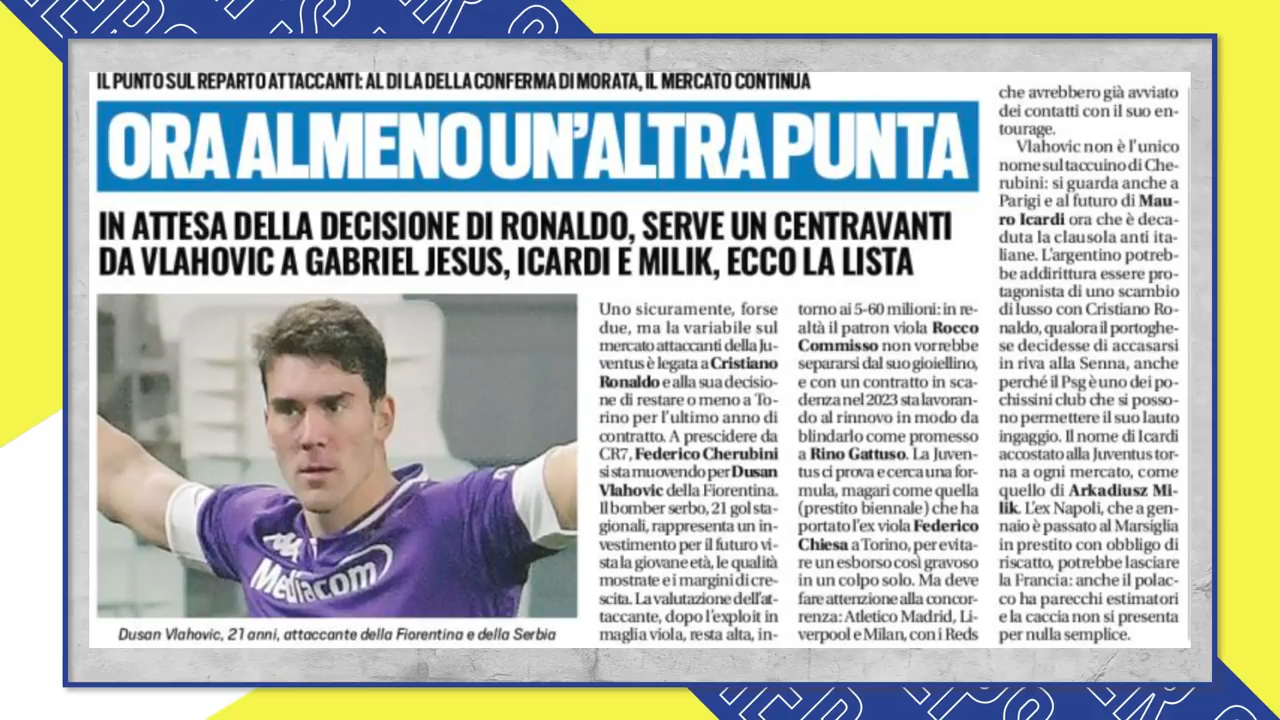 IL PUNTO SUL REPARTO ATTACCANTI: AL DI LA DELLA CONFERMA DI MORATA, IL MERCATO CONTINUA
ORA ALMENO UN'ALTRA PUNTA
IN ATTESA DELLA DECISIONE DI RONALDO, SERVE UN CENTRAVANTI
DA VLAHOVIC A GABRIEL JESUS, ICARDI E MILIK, ECCO LA LISTA
Mediacom
Dusan Vlahovic, 21 anni, attaccante della Fiorentina e della Serbia
Uno sicuramente, forse
due, ma la variabile sul
mercato attaccanti della Ju-
ventus è legata a Cristiano
Ronaldo e alla sua decisio-
ne di restare o meno a To-
rino per l'ultimo anno di
contratto. A prescidere da
CR7, Federico Cherubini
si sta muovendo per Dusan
Vlahovic della Fiorentina.
Il bomber serbo, 21 gol sta-
gionali, rappresenta un in-
vestimento per il futuro vi-
sta la giovane età, le qualità
mostrate e i margini di cre-
scita. La valutazione dell'at-
taccante, dopo l'exploit in
maglia viola, resta alta, in-
torno ai 5-60 milioni: in re-
altà il patron viola Rocco
Commisso non vorrebbe
separarsi dal suo gioiellino,
e con un contratto in sca-
denza nel 2023 sta lavoran-
do al rinnovo in modo da
blindarlo come promesso
a Rino Gattuso. La Juven-
tus ci prova e cerca una for-
mula, magari come quella
(prestito biennale) che ha
portato l'ex viola Federico
Chiesa a Torino, per evita-
re un esborso così gravoso
in un colpo solo. Ma deve
fare attenzione alla concor-
renza: Atletico Madrid, Li-
verpool e Milan, con i Reds
che avrebbero già avviato
dei contatti con il suo en-
tourage.
Vlahovic non è l'unico
nome sul taccuino di Che-
rubini: si guarda anche a
Parigi e al futuro di Mau-
ro Icardi ora che è deca-
duta la clausola anti ita-
liane. L'argentino potreb-
be addirittura essere pro-
tagonista di uno scambio
di lusso con Cristiano Ro-
naldo, qualora il portoghe-
se decidesse di accasarsi
in riva alla Senna, anche
perché il Psg è uno dei po-
chissini club che si posso-
no permettere il suo lauto
ingaggio. Il nome di Icardi
accostato alla Juventus tor-
na a ogni mercato, come
quello di Arkadiusz Mi-
lik. L'ex Napoli, che a gen-
naio è passato al Marsiglia
in prestito con obbligo di
riscatto, potrebbe lasciare
la Francia: anche il polac-
co ha parecchi estimatori
e la caccia non si presenta
per nulla semplice.